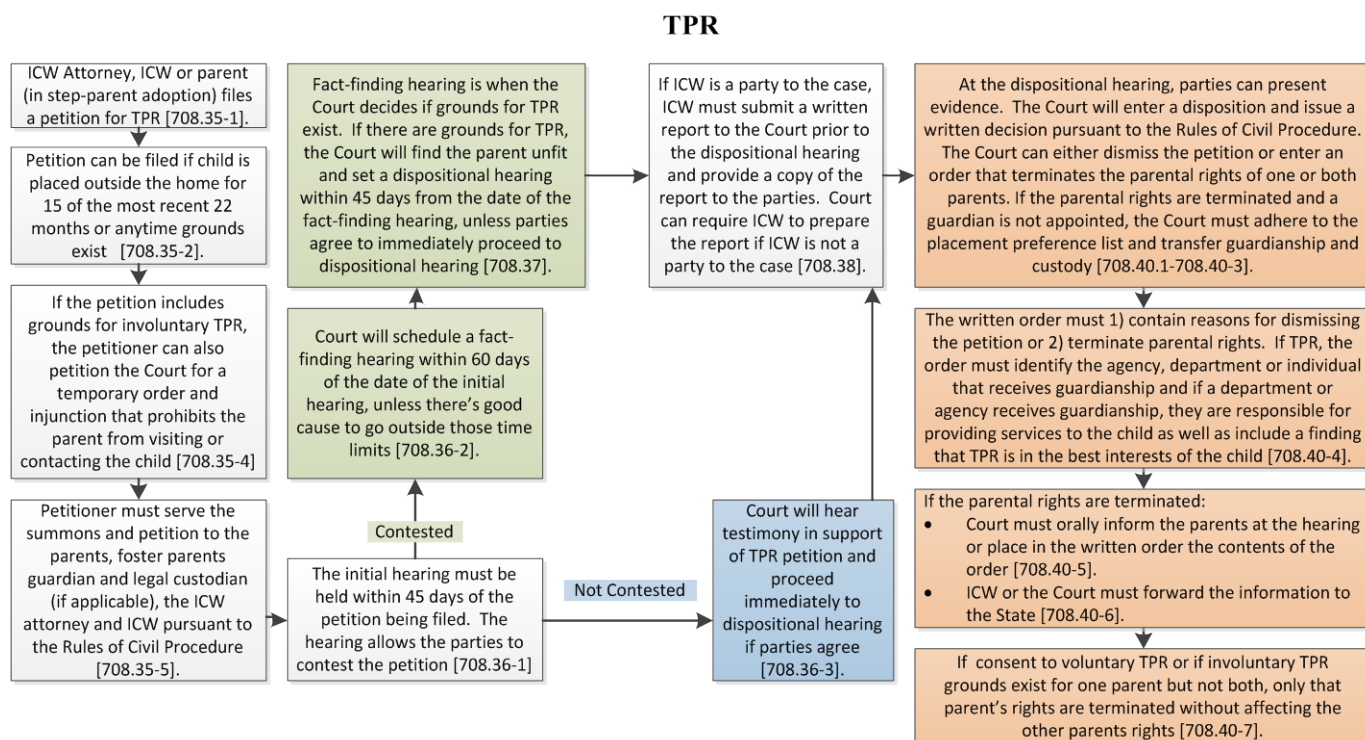 TPR
ICW Attorney, ICW or parent
(in step-parent adoption) files
a petition for TPR [708.35-1].
Petition can be filed if child is
placed outside the home for
15 of the most recent 22
months or anytime grounds
exist [708.35-2].
If the petition includes
grounds for involuntary TPR,
the petitioner can also
petition the Court for a
temporary order and
injunction that prohibits the
parent from visiting or
contacting the child [708.35-4]
Petitioner must serve the
summons and petition to the
parents, foster parents
guardian and legal custodian
(if applicable), the ICW
attorney and ICW pursuant to
the Rules of Civil Procedure
[708.35-5].
The initial hearing must be
held within 45 days of the
petition being filed. The
hearing allows the parties to
contest the petition [708.36-1]
Contested
Court will schedule a fact-
finding hearing within 60 days
of the date of the initial
hearing, unless there's good
cause to go outside those time
limits [708.36-2].
Fact-finding hearing is when the
Court decides if grounds for TPR
exist. If there are grounds for TPR,
the Court will find the parent unfit
and set a dispositional hearing
within 45 days from the date of the
fact-finding hearing, unless parties
agree to immediately proceed to
dispositional hearing [708.37].
Not Contested
Court will hear
testimony in support
of TPR petition and
proceed
immediately to
dispositional hearing
if parties agree
[708.36-3].
If ICW is a party to the case,
ICW must submit a written
report to the Court prior to
the dispositional hearing
and provide a copy of the
report to the parties. Court
can require ICW to prepare
the report if ICW is not a
party to the case [708.38].
At the dispositional hearing, parties can present
evidence. The Court will enter a disposition and issue a
written decision pursuant to the Rules of Civil Procedure.
The Court can either dismiss the petition or enter an
order that terminates the parental rights of one or both
parents. If the parental rights are terminated and a
guardian is not appointed, the Court must adhere to the
placement preference list and transfer guardianship and
custody [708.40.1-708.40-3].
The written order must 1) contain reasons for dismissing
the petition or 2) terminate parental rights. If TPR, the
order must identify the agency, department or individual
that receives guardianship and if a department or
agency receives guardianship, they are responsible for
providing services to the child as well as include a finding
that TPR is in the best interests of the child [708.40-4].
If the parental rights are terminated:
• Court must orally inform the parents at the hearing
or place in the written order the contents of the
order [708.40-5].
• ICW or the Court must forward the information to
the State [708.40-6].
If consent to voluntary TPR or if involuntary TPR
grounds exist for one parent but not both, only that
parent's rights are terminated without affecting the
other parents rights [708.40-7].